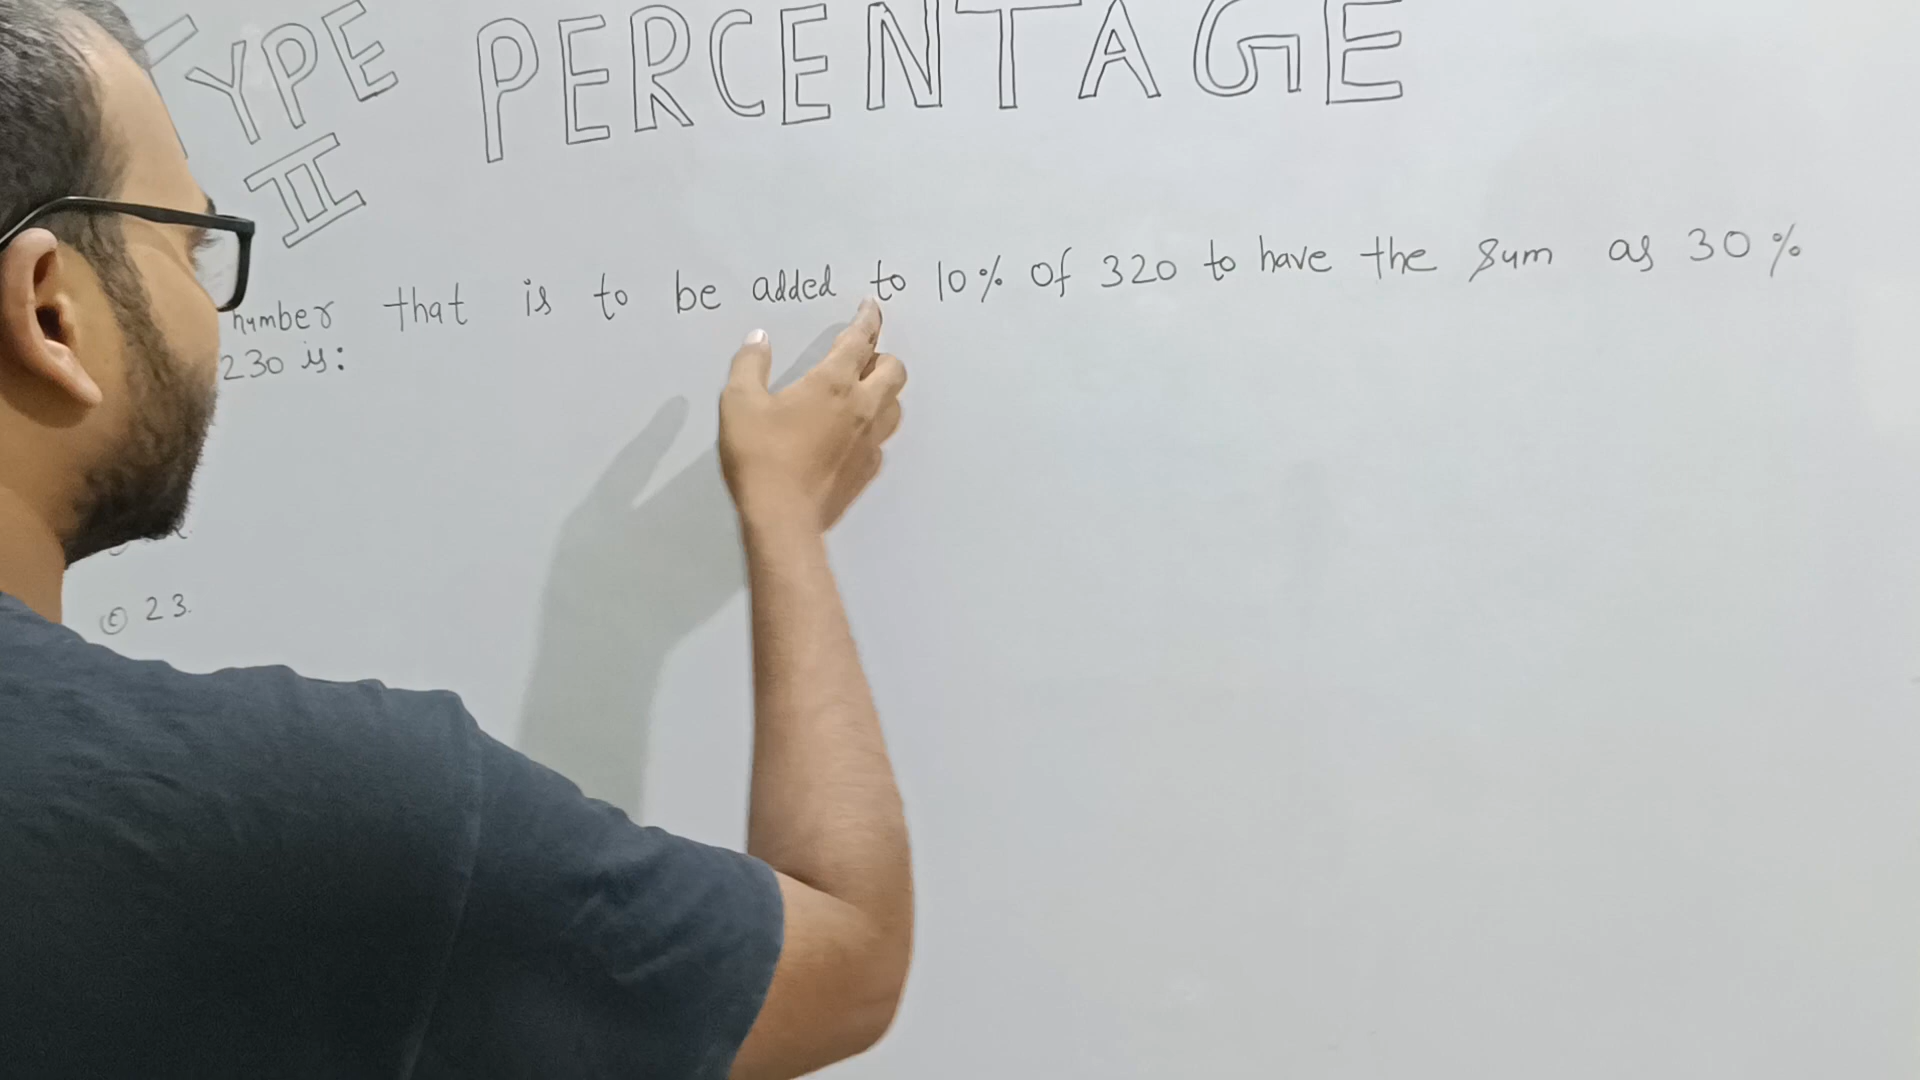 TYPE PERCENTAGE
II
number that is to be added to 10% of 320 to have the sum as 30%
230 is:
© 23.